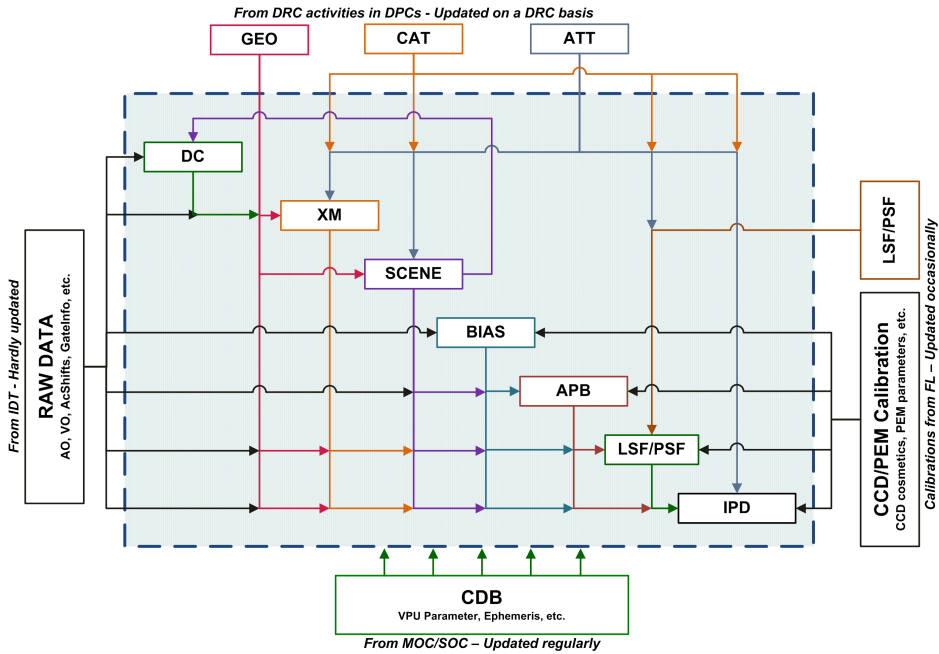 From DRC activities in DPCs - Updated on a DRC basis
GEO
CAT
ATT
DC
XM
SCENE
BIAS
APB
LSF/PSF
IPD
From IDT - Hardly updated
RAW DATA
AO, VO, AcShifts, GateInfo, etc.
LSF/PSF
CCD/PEM Calibration
CCD cosmetics, PEM parameters, etc.
Calibrations from FL – Updated occasionally
CDB
VPU Parameter, Ephemeris, etc.
From MOC/SOC – Updated regularly